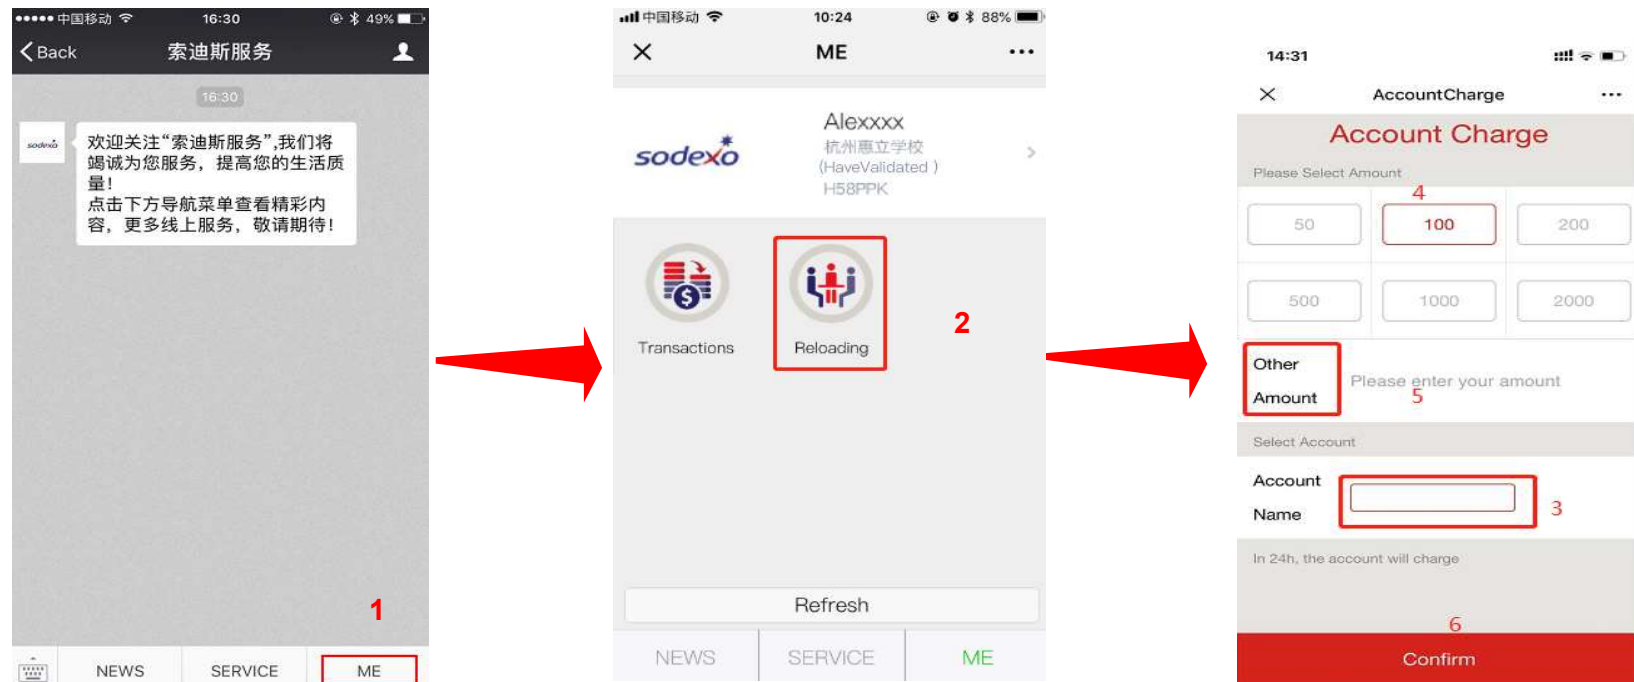 中国移动 16:30 49%
Back 索迪斯服务
16:30
sodexo
欢迎关注“索迪斯服务”,我们将
竭诚为您服务，提高您的生活质
量!
点击下方导航菜单查看精彩内
容，更多线上服务，敬请期待!
1
NEWS SERVICE ME
中国移动 10:24 88%
ME
sodexo
Alexxxx
杭州惠立学校
(HaveValidated )
H58PPK
Transactions Reloading
2
Refresh
NEWS SERVICE ME
14:31
AccountCharge
Account Charge
Please Select Amount
4
50 100 200
500 1000 2000
Other
Amount
Please enter your amount
5
Select Account
Account
Name
3
In 24h, the account will charge
6
Confirm